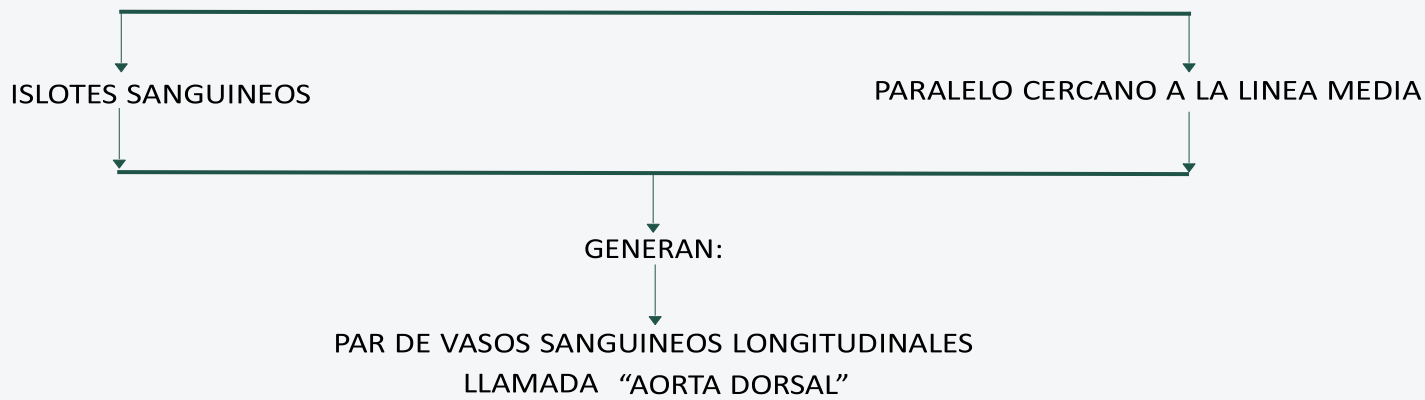 ISLOTES SANGUINEOS
PARALELO CERCANO A LA LINEA MEDIA
GENERAN:
PAR DE VASOS SANGUINEOS LONGITUDINALES
LLAMADA “AORTA DORSAL”